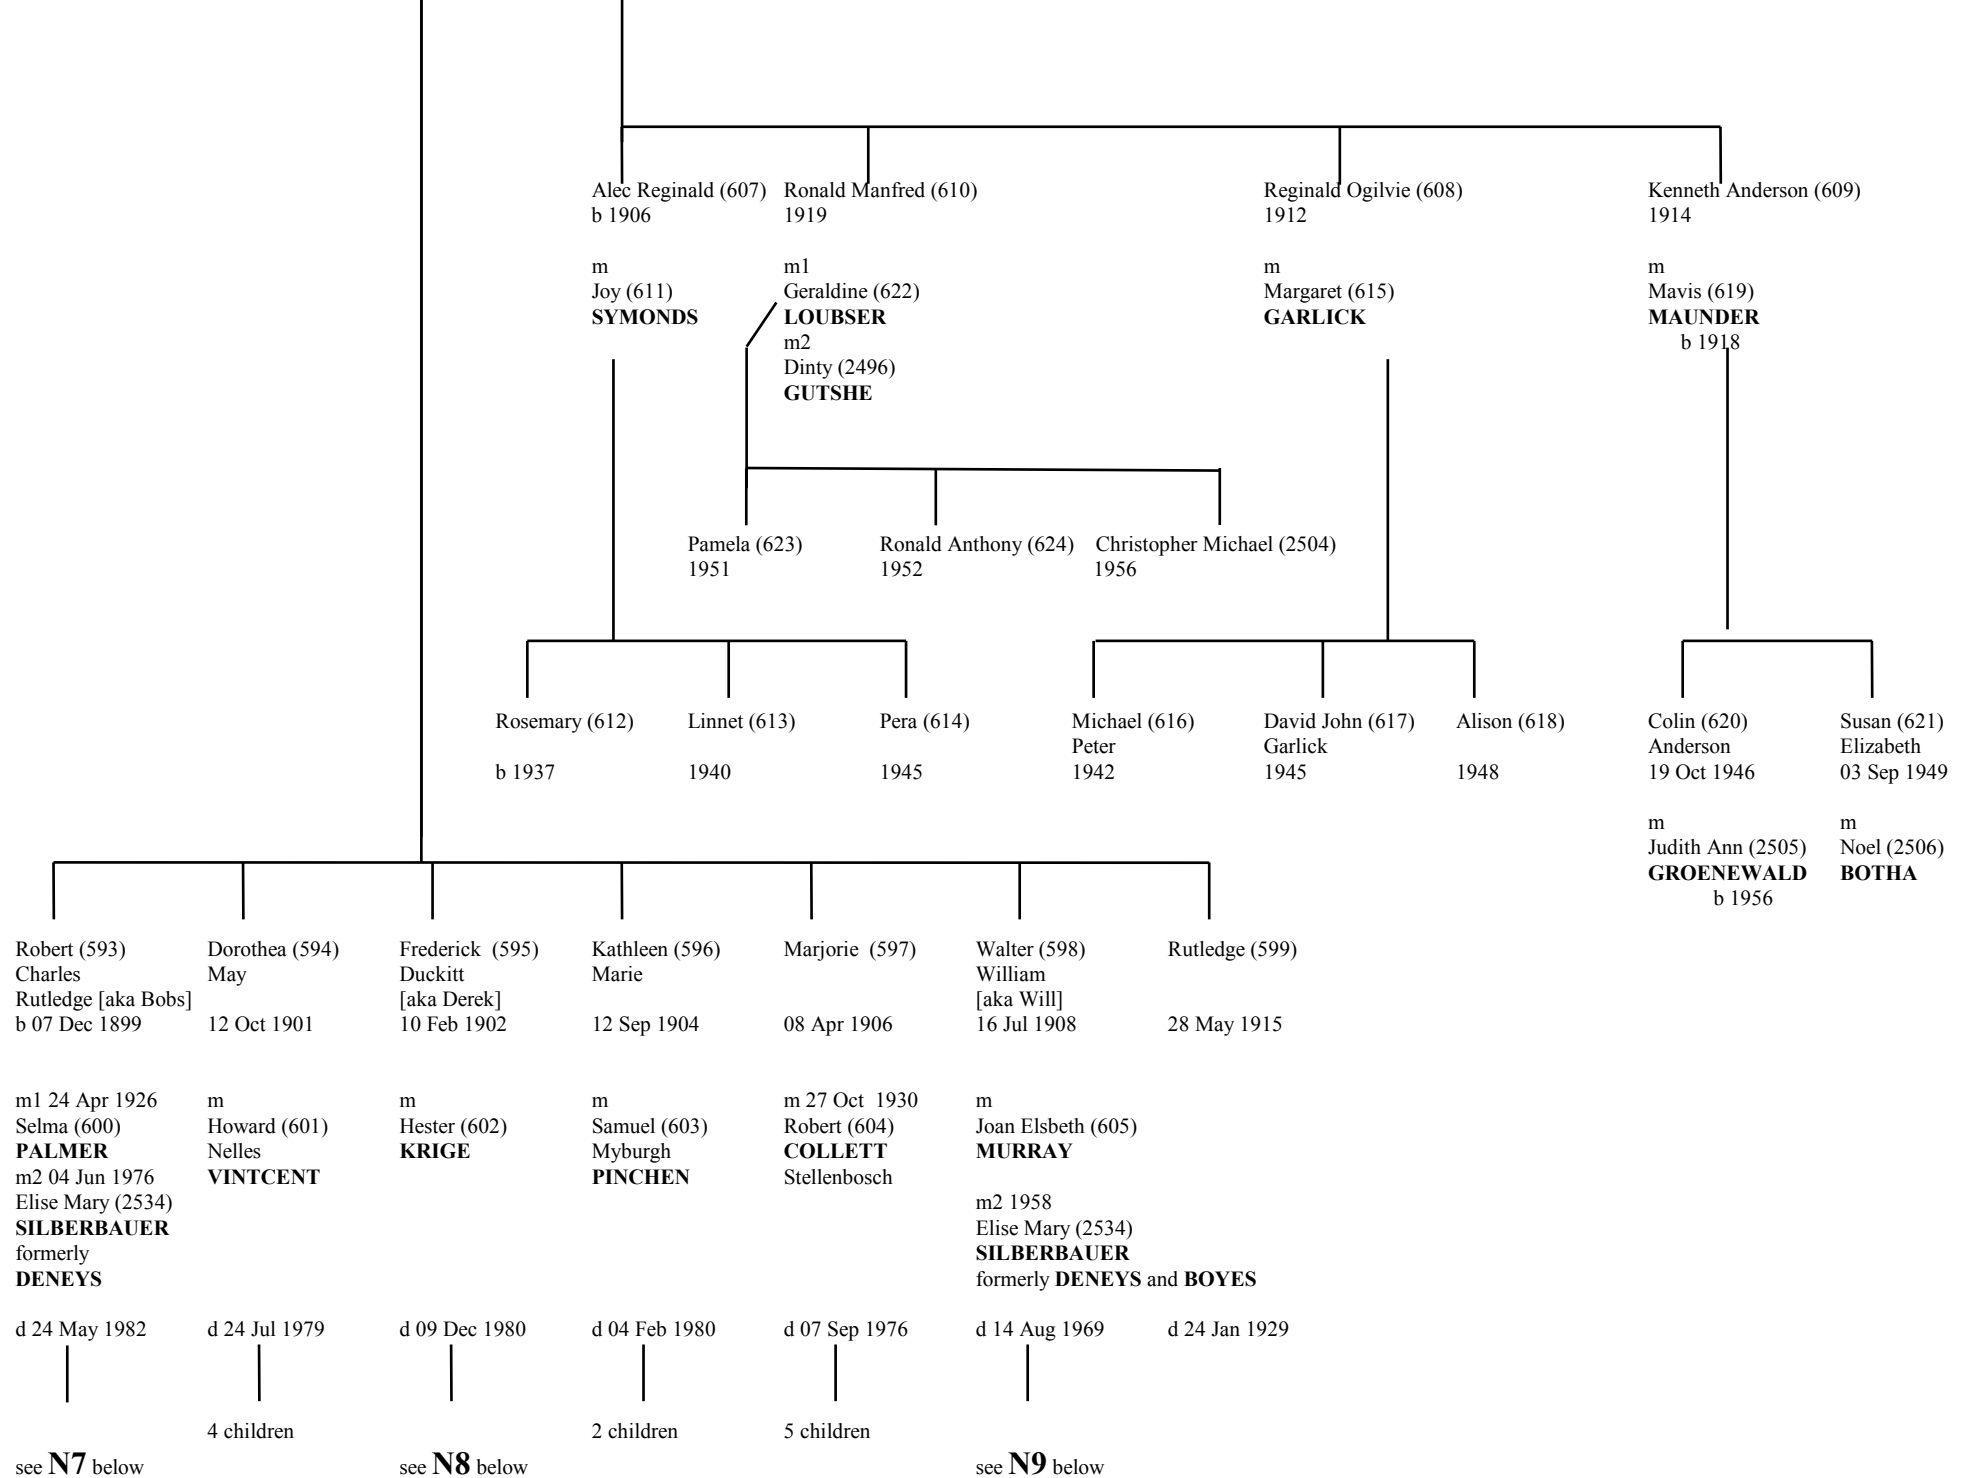 Alec Reginald (607)
b 1906
m
Joy (611)
SYMONDS
Ronald Manfred (610)
1919
m1
Geraldine (622)
LOUBSER
m2
Dinty (2496)
GUTSHE
Reginald Ogilvie (608)
1912
m
Margaret (615)
GARLICK
Kenneth Anderson (609)
1914
m
Mavis (619)
MAUNDER
b 1918
Pamela (623)
1951
Ronald Anthony (624)
1952
Christopher Michael (2504)
1956
Rosemary (612)
b 1937
Linnet (613)
1940
Pera (614)
1945
Michael (616)
Peter
1942
David John (617)
Garlick
1945
Alison (618)
1948
Colin (620)
Anderson
19 Oct 1946
m
Judith Ann (2505)
GROENEWALD
b 1956
Susan (621)
Elizabeth
03 Sep 1949
m
Noel (2506)
BOTHA
Robert (593)
Charles
Rutledge [aka Bobs]
b 07 Dec 1899
m1 24 Apr 1926
Selma (600)
PALMER
m2 04 Jun 1976
Elise Mary (2534)
SILBERBAUER
formerly
DENEYS
d 24 May 1982
see N7 below
Dorothea (594)
May
12 Oct 1901
m
Howard (601)
Nelles
VINTCENT
d 24 Jul 1979
4 children
Frederick (595)
Duckitt
[aka Derek]
10 Feb 1902
m
Hester (602)
KRIGE
d 09 Dec 1980
see N8 below
Kathleen (596)
Marie
12 Sep 1904
m
Samuel (603)
Myburgh
PINCHEN
d 04 Feb 1980
2 children
Marjorie (597)
08 Apr 1906
m 27 Oct 1930
Robert (604)
COLLETT
Stellenbosch
d 07 Sep 1976
5 children
Walter (598)
William
[aka Will]
16 Jul 1908
m
Joan Elsbeth (605)
MURRAY
m2 1958
Elise Mary (2534)
SILBERBAUER
formerly DENEYS and BOYES
d 14 Aug 1969
see N9 below
Rutledge (599)
28 May 1915
d 24 Jan 1929